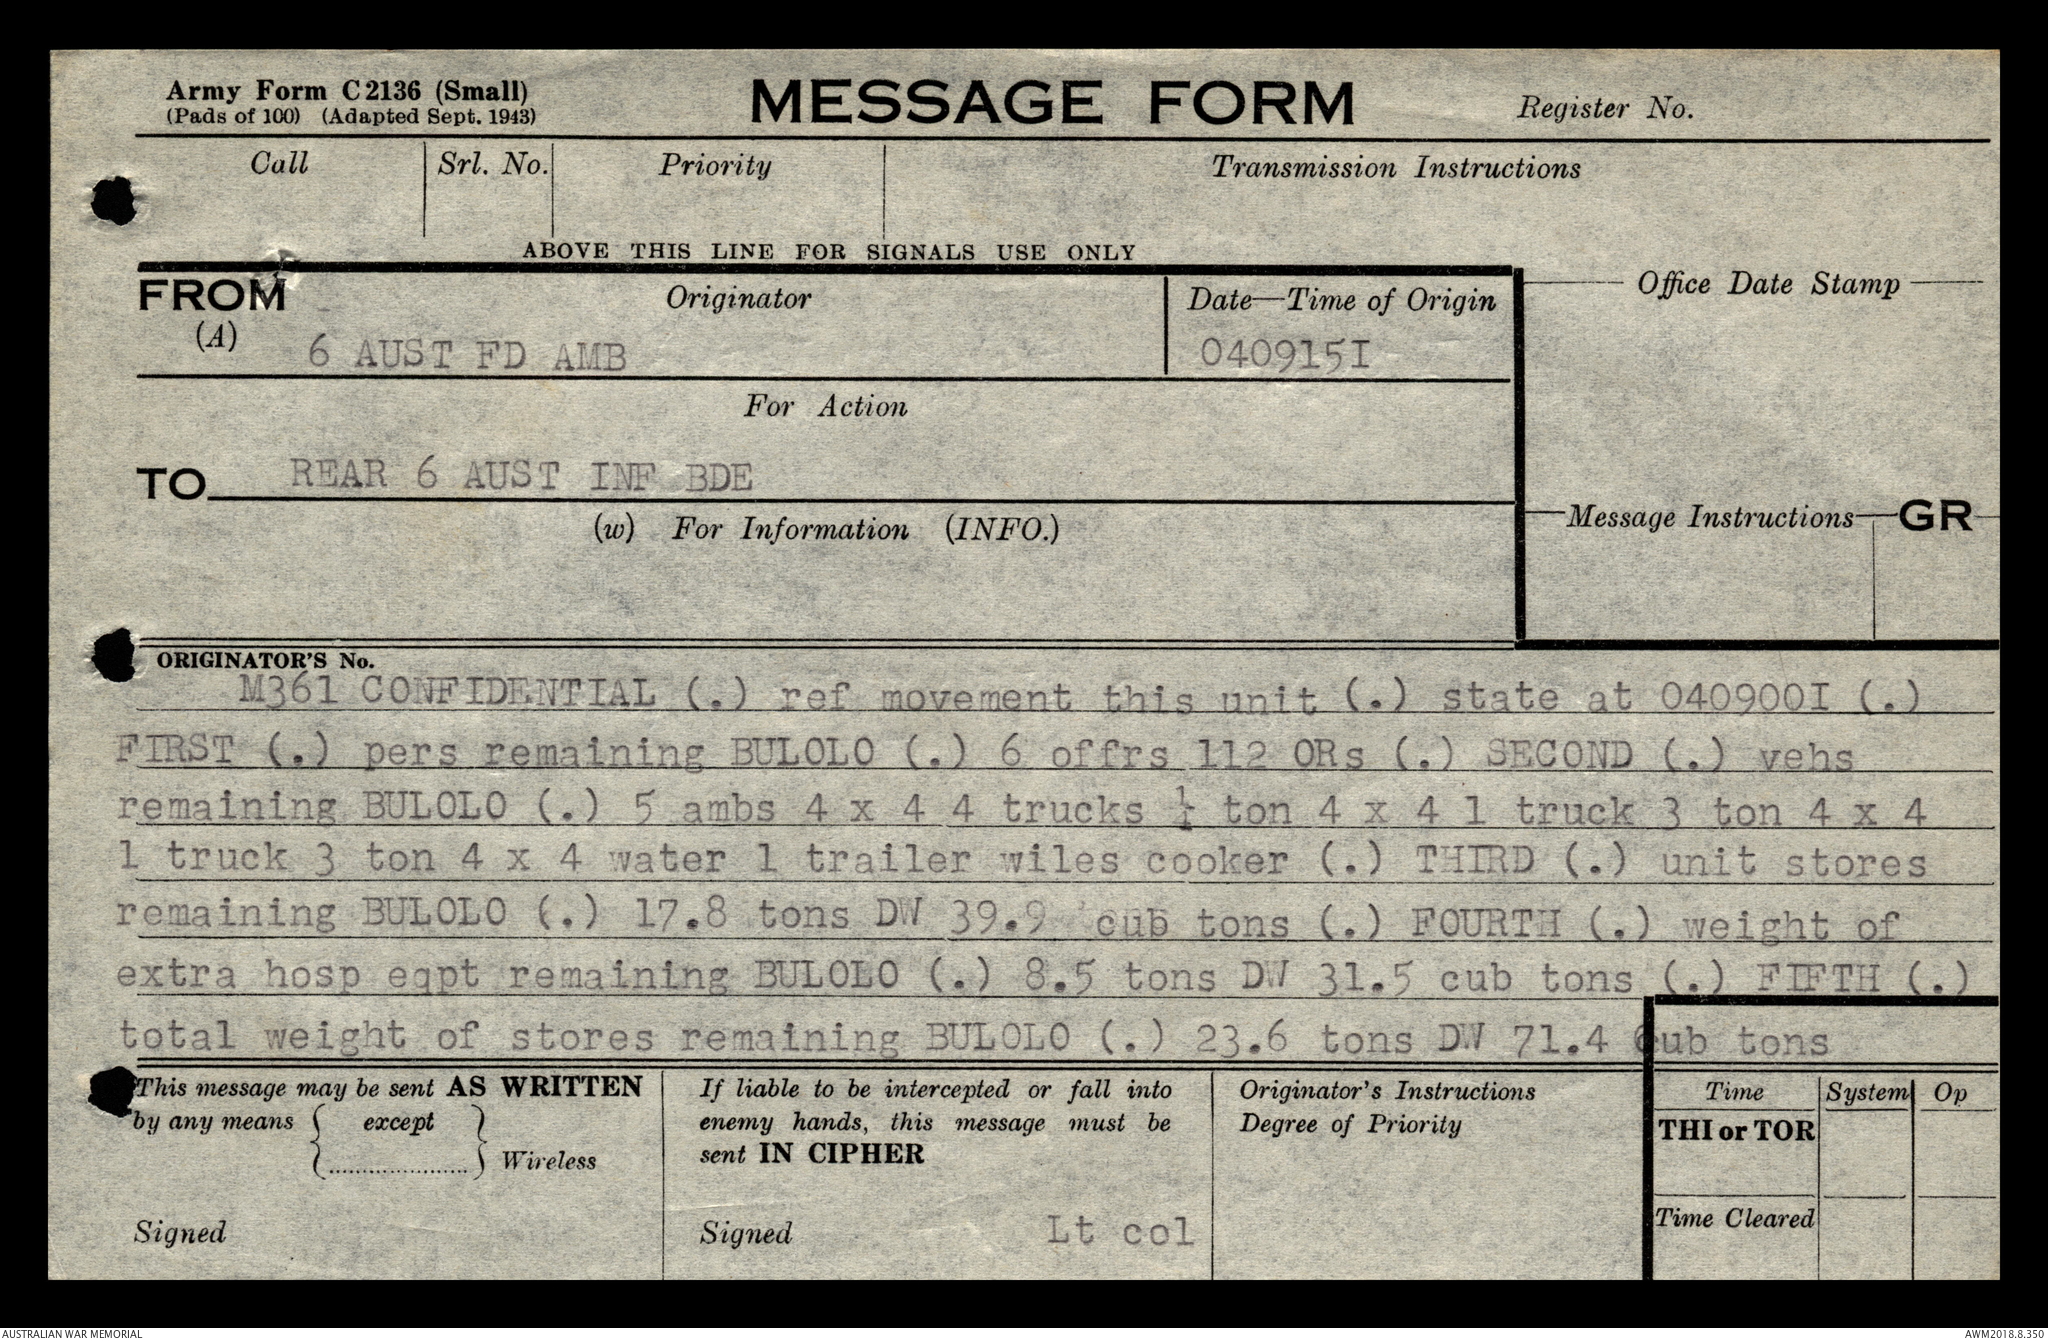 Army Form C2136 (Small)
(Pads of 100) (Adapted Sept. 1943)
MESSAGE FORM
Register No.
Call
Srl. No.
Priority
Transmission Instructions
ABOVE THIS LINE FOR SIGNALS USE ONLY
FROM
(A)
Originator
6 AUST FD AMB
Date—Time of Origin
040915I
Office Date Stamp
For Action
TO
REAR 6 AUST INF BDE
(w) For Information (INFO.)
Message Instructions
GR
ORIGINATOR'S No.
M361 CONFIDENTIAL (.) ref movement this unit (.) state at 040900I (.)
FIRST (.) pers remaining BULOLO (.) 6 offrs 112 ORs (.) SECOND (.) vehs
remaining BULOLO (.) 5 ambs 4 x 4 4 trucks ¼ ton 4 x 4 1 truck 3 ton 4 x 4
1 truck 3 ton 4 x 4 water 1 trailer wiles cooker (.) THIRD (.) unit stores
remaining BULOLO (.) 17.8 tons DW 39.9 cub tons (.) FOURTH (.) weight of
extra hosp eqpt remaining BULOLO (.) 8.5 tons DW 31.5 cub tons (.) FIFTH (.)
total weight of stores remaining BULOLO (.) 23.6 tons DW 71.4 cub tons
This message may be sent AS WRITTEN
by any means { except }
{......................} Wireless
Signed
If liable to be intercepted or fall into
enemy hands, this message must be
sent IN CIPHER
Signed Lt col
Originator's Instructions
Degree of Priority
Time
System
Op
THI or TOR
Time Cleared
AUSTRALIAN WAR MEMORIAL
AWM2018.8.350